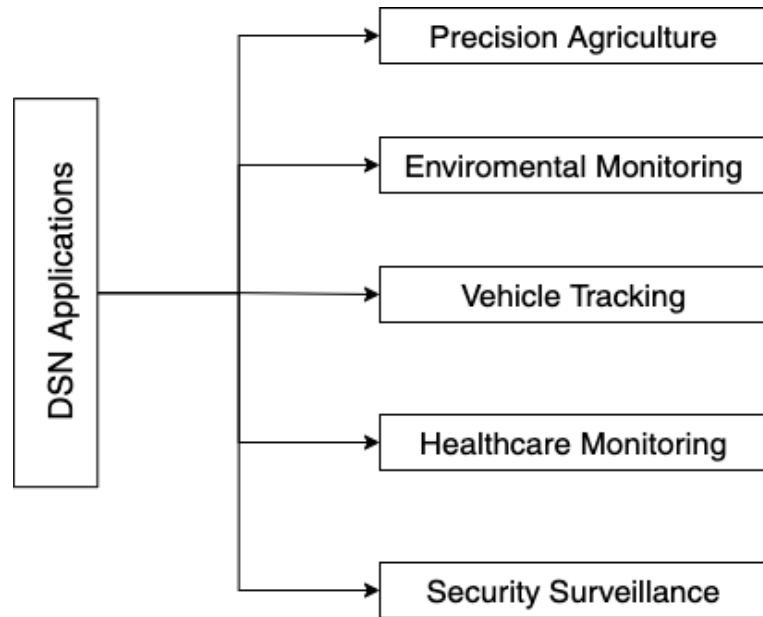 DSN Applications
Precision Agriculture
Enviromental Monitoring
Vehicle Tracking
Healthcare Monitoring
Security Surveillance